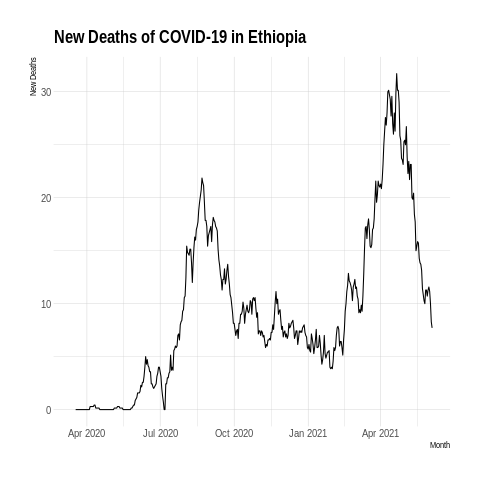 New Deaths of COVID-19 in Ethiopia
New Deaths
30
20
10
0
Apr 2020 Jul 2020 Oct 2020 Jan 2021 Apr 2021
Month